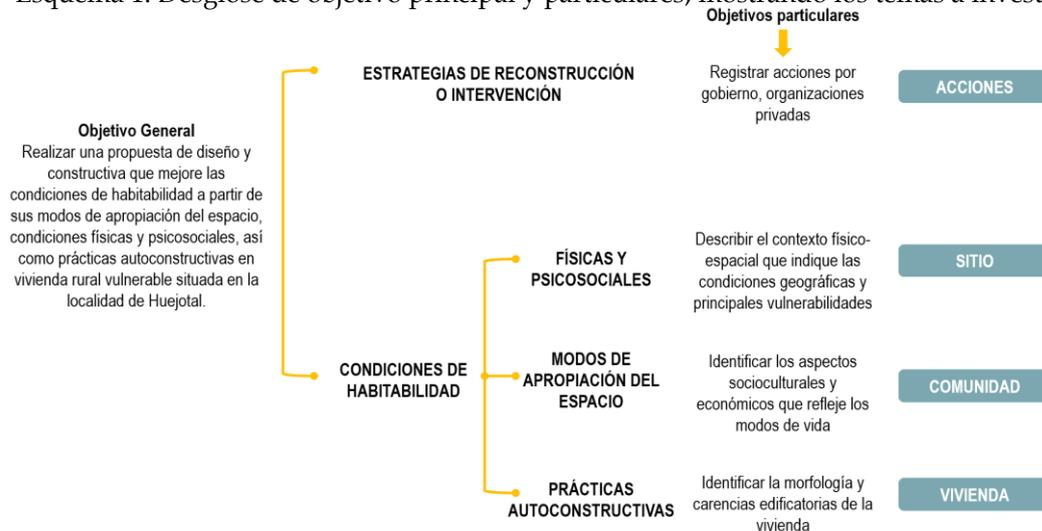 Esquema 1. Desglose de objetivo principal y particulares, mostrando los temas a invest
Objetivos particulares
Objetivo General
Realizar una propuesta de diseño y
constructiva que mejore las
condiciones de habitabilidad a partir de
sus modos de apropiación del espacio,
condiciones físicas y psicosociales, así
como prácticas autoconstructivas en
vivienda rural vulnerable situada en la
localidad de Huejotal.
ESTRATEGIAS DE RECONSTRUCCIÓN
O INTERVENCIÓN
Registrar acciones por
gobierno, organizaciones
privadas
ACCIONES
CONDICIONES DE
HABITABILIDAD
FÍSICAS Y
PSICOSOCIALES
Describir el contexto físico-
espacial que indique las
condiciones geográficas y
principales vulnerabilidades
SITIO
MODOS DE
APROPIACIÓN DEL
ESPACIO
Identificar los aspectos
socioculturales y
económicos que refleje los
modos de vida
COMUNIDAD
PRÁCTICAS
AUTOCONSTRUCTIVAS
Identificar la morfología y
carencias edificatorias de la
vivienda
VIVIENDA